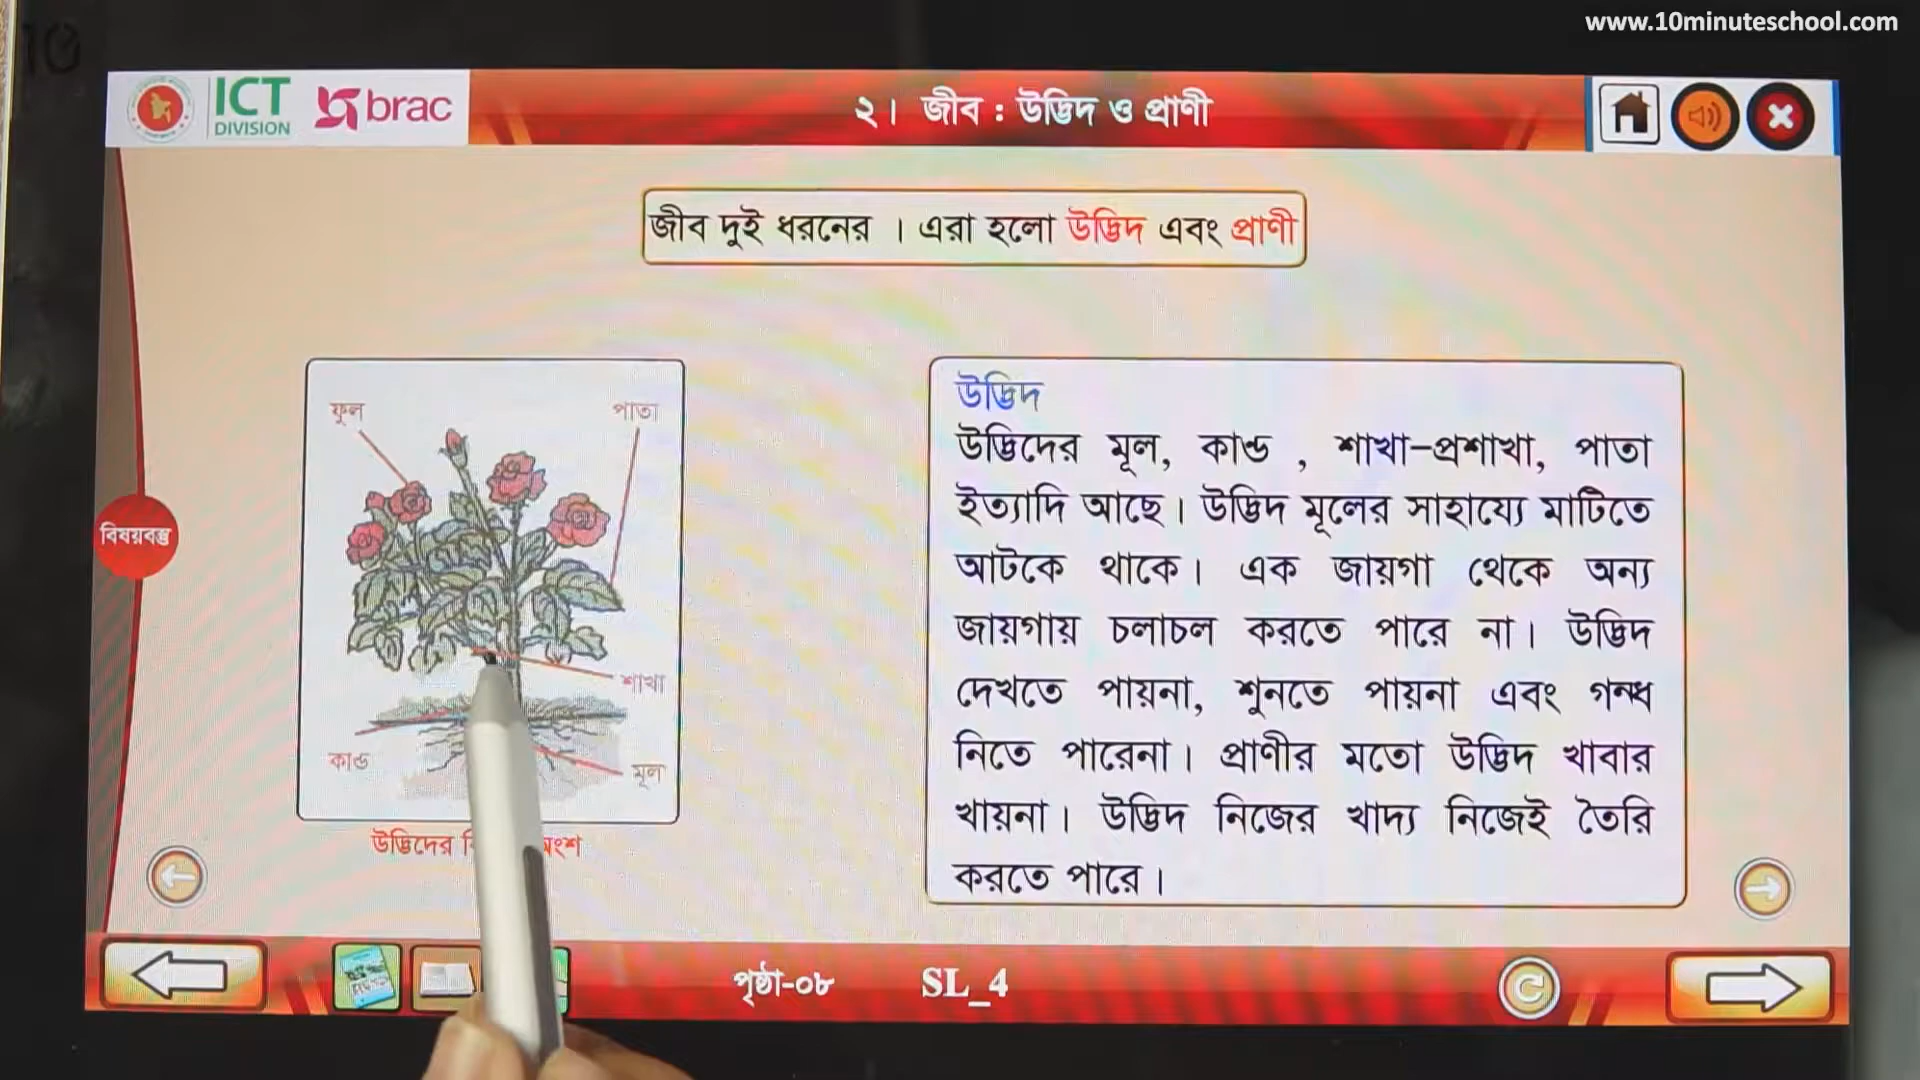 www.10minuteschool.com
ICT
DIVISION
brac
২। জীব : উদ্ভিদ ও প্রাণী
জীব দুই ধরনের । এরা হলো উদ্ভিদ এবং প্রাণী
ফুল
পাতা
শাখা
কান্ড
মূল
উদ্ভিদের
অংশ
বিষয়বস্তু
উদ্ভিদ
উদ্ভিদের মূল, কান্ড , শাখা-প্রশাখা, পাতা
ইত্যাদি আছে। উদ্ভিদ মূলের সাহায্যে মাটিতে
আটকে থাকে। এক জায়গা থেকে অন্য
জায়গায় চলাচল করতে পারে না। উদ্ভিদ
দেখতে পায়না, শুনতে পায়না এবং গন্ধ
নিতে পারেনা। প্রাণীর মতো উদ্ভিদ খাবার
খায়না। উদ্ভিদ নিজের খাদ্য নিজেই তৈরি
করতে পারে।
পৃষ্ঠা-০৮
SL_4